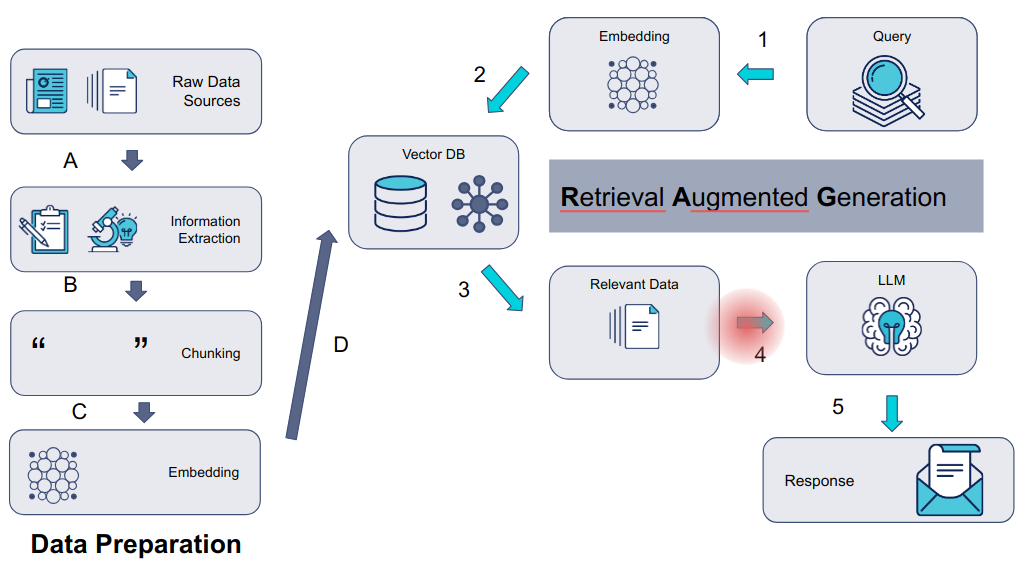 Raw Data
Sources
A
Information
Extraction
B
“ ”
Chunking
C
Embedding
Data Preparation
D
Query
1
Embedding
2
Vector DB
Retrieval Augmented Generation
3
Relevant Data
4
LLM
5
Response